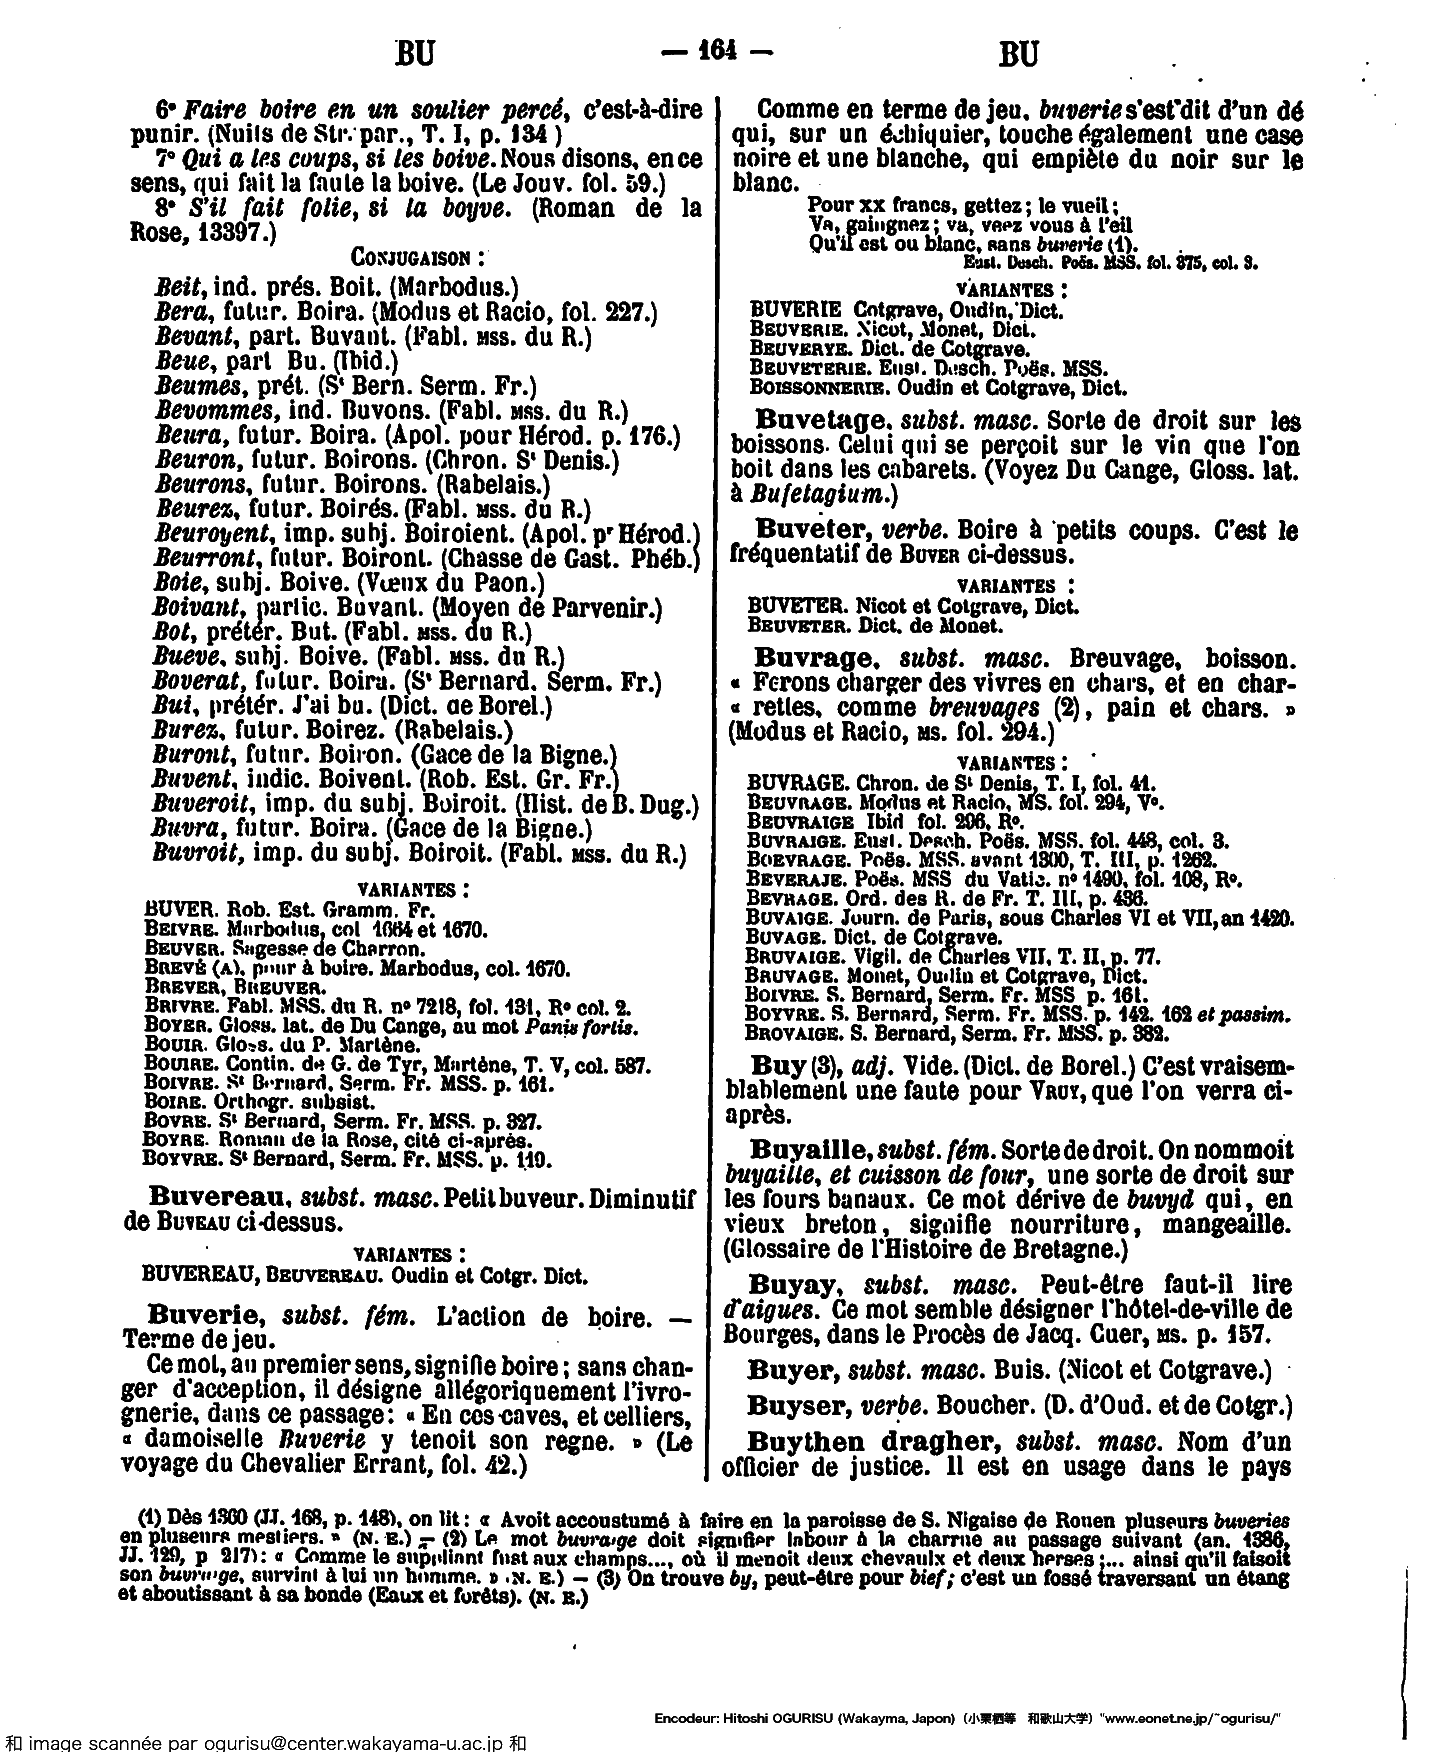 BU — 164 — BU
6° Faire boire en un soulier percé, c'est-à-dire
punir. (Nuits de Str. par., T. I, p. 134 )
7° Qui a les coups, si les boive. Nous disons, en ce
sens, qui fait la faute la boive. (Le Jouv. fol. 59.)
8° S'il fait folie, si la boyve. (Roman de la
Rose, 13397.)
CONJUGAISON :
Beit, ind. prés. Boit. (Marbodus.)
Bera, futur. Boira. (Modus et Racio, fol. 227.)
Bevant, part. Buvant. (Fabl. MSS. du R.)
Beue, part Bu. (Ibid.)
Beumes, prét. (St Bern. Serm. Fr.)
Bevommes, ind. Buvons. (Fabl. MSS. du R.)
Beura, futur. Boira. (Apol. pour Hérod. p. 176.)
Beuron, futur. Boirons. (Chron. St Denis.)
Beurons, futur. Boirons. (Rabelais.)
Beurez, futur. Boirés. (Fabl. MSS. du R.)
Beuroyent, imp. subj. Boiroient. (Apol. pr Hérod.)
Beurront, futur. Boiront. (Chasse de Gast. Phéb.)
Boie, subj. Boive. (Vœux du Paon.)
Boivant, partic. Buvant. (Moyen de Parvenir.)
Bot, prétér. But. (Fabl. MSS. du R.)
Bueve, subj. Boive. (Fabl. MSS. du R.)
Boverat, futur. Boira. (St Bernard. Serm. Fr.)
Bui, prétér. J'ai bu. (Dict. de Borel.)
Burez, futur. Boirez. (Rabelais.)
Buront, futur. Boiron. (Gace de la Bigne.)
Buvent, indic. Boivent. (Rob. Est. Gr. Fr.)
Buveroit, imp. du subj. Boiroit. (Hist. de B. Dug.)
Buvra, futur. Boira. (Gace de la Bigne.)
Buvroit, imp. du subj. Boiroit. (Fabl. MSS. du R.)
VARIANTES :
BUVER. Rob. Est. Gramm. Fr.
BEIVRE. Marbodus, col 1664 et 1670.
BEUVER. Sagesse de Charron.
BREVÉ (A), pour à boire. Marbodus, col. 1670.
BREVER, BREUVER.
BRIVRE. Fabl. MSS. du R. n° 7218, fol. 131, R° col. 2.
BOYER. Gloss. lat. de Du Cange, au mot Panis fortis.
BOUIR. Gloss. du P. Martène.
BOUIRE. Contin. de G. de Tyr, Martène, T. V, col. 587.
BOIVRE. St Bernard, Serm. Fr. MSS. p. 161.
BOIRE. Orthogr. subsist.
BOVRE. St Bernard, Serm. Fr. MSS. p. 327.
BOYRE. Roman de la Rose, cité ci-après.
BOYVRE. St Bernard, Serm. Fr. MSS. p. 119.
Buvereau, subst. masc. Petit buveur. Diminutif
de BUVEAU ci-dessus.
VARIANTES :
BUVEREAU, BEUVEREAU. Oudin et Cotgr. Dict.
Buverie, subst. fém. L'action de boire. —
Terme de jeu.
Ce mot, au premier sens, signifie boire ; sans chan-
ger d'acception, il désigne allégoriquement l'ivro-
gnerie, dans ce passage : « En ces caves, et celliers,
« damoiselle Buverie y tenoit son regne. » (Le
voyage du Chevalier Errant, fol. 42.)
Comme en terme de jeu, buverie s'est dit d'un dé
qui, sur un échiquier, touche également une case
noire et une blanche, qui empiète du noir sur le
blanc.
Pour XX francs, gettez ; le vueil ;
Va, gaingnez ; va, veez vous à l'eil
Qu'il est ou blanc, sans buverie (1).
Eust. Desch. Poës. MSS. fol. 375, col. 3.
VARIANTES :
BUVERIE Cotgrave, Oudin, Dict.
BEUVERIE. Nicot, Monet, Dict.
BEUVERYE. Dict. de Cotgrave.
BEUVETERIE. Eust. Desch. Poës. MSS.
BOISSONNERIE. Oudin et Cotgrave, Dict.
Buvetage, subst. masc. Sorte de droit sur les
boissons. Celui qui se perçoit sur le vin que l'on
boit dans les cabarets. (Voyez Du Cange, Gloss. lat.
à Bufetagium.)
Buveter, verbe. Boire à petits coups. C'est le
fréquentatif de BUVER ci-dessus.
VARIANTES :
BUVETER. Nicot et Cotgrave, Dict.
BEUVETER. Dict. de Monet.
Buvrage, subst. masc. Breuvage, boisson.
« Ferons charger des vivres en chars, et en char-
« rettes, comme breuvages (2), pain et chars. »
(Modus et Racio, MS. fol. 294.)
VARIANTES :
BUVRAGE. Chron. de St Denis, T. I, fol. 41.
BEUVRAGE. Modus et Racio, MS. fol. 294, V°.
BEUVRAIGE Ibid fol. 296, R°.
BUVRAIGE. Eust. Desch. Poës. MSS. fol. 448, col. 3.
BOEVRAGE. Poës. MSS. avant 1300, T. III, p. 1262.
BEVERAJE. Poës. MSS du Vatic. n° 1490, fol. 108, R°.
BEVRAGE. Ord. des R. de Fr. T. III, p. 436.
BUVAIGE. Journ. de Paris, sous Charles VI et VII, an 1420.
BUVAGE. Dict. de Cotgrave.
BRUVAIGE. Vigil. de Charles VII, T. II, p. 77.
BRUVAGE. Monet, Oudin et Cotgrave, Dict.
BOIVRE. S. Bernard, Serm. Fr. MSS p. 161.
BOYVRE. S. Bernard, Serm. Fr. MSS. p. 142. 162 et passim.
BROVAIGE. S. Bernard, Serm. Fr. MSS. p. 382.
Buy (3), adj. Vide. (Dict. de Borel.) C'est vraisem-
blablement une faute pour VRUY, que l'on verra ci-
après.
Buyaille, subst. fém. Sorte de droit. On nommoit
buyaille, et cuisson de four, une sorte de droit sur
les fours banaux. Ce mot dérive de buvyd qui, en
vieux breton, signifie nourriture, mangeaille.
(Glossaire de l'Histoire de Bretagne.)
Buyay, subst. masc. Peut-être faut-il lire
d'aigues. Ce mot semble désigner l'hôtel-de-ville de
Bourges, dans le Procès de Jacq. Cuer, MS. p. 157.
Buyer, subst. masc. Buis. (Nicot et Cotgrave.)
Buyser, verbe. Boucher. (D. d'Oud. et de Cotgr.)
Buythen dragher, subst. masc. Nom d'un
officier de justice. Il est en usage dans le pays
(1) Dès 1360 (JJ. 168, p. 148), on lit : « Avoit accoustumé à faire en la paroisse de S. Nigaise de Rouen pluseurs buveries
en pluseurs mestiers. » (N. E.) — (2) Le mot buvraige doit signifier labour à la charrue au passage suivant (an. 1386,
JJ. 129, p 217) : « Comme le suppliant fust aux champs..., où il menoit deux chevaulx et deux herses ;... ainsi qu'il faisoit
son buvraige, survint à lui un homme. » (N. E.) — (3) On trouve by, peut-être pour bief ; c'est un fossé traversant un étang
et aboutissant à sa bonde (Eaux et forêts). (N. E.)
Encodeur: Hitoshi OGURISU (Wakayma, Japon) (小栗栖等 和歌山大学) "www.eonet.ne.jp/~ogurisu/"
和 image scannée par ogurisu@center.wakayama-u.ac.jp 和